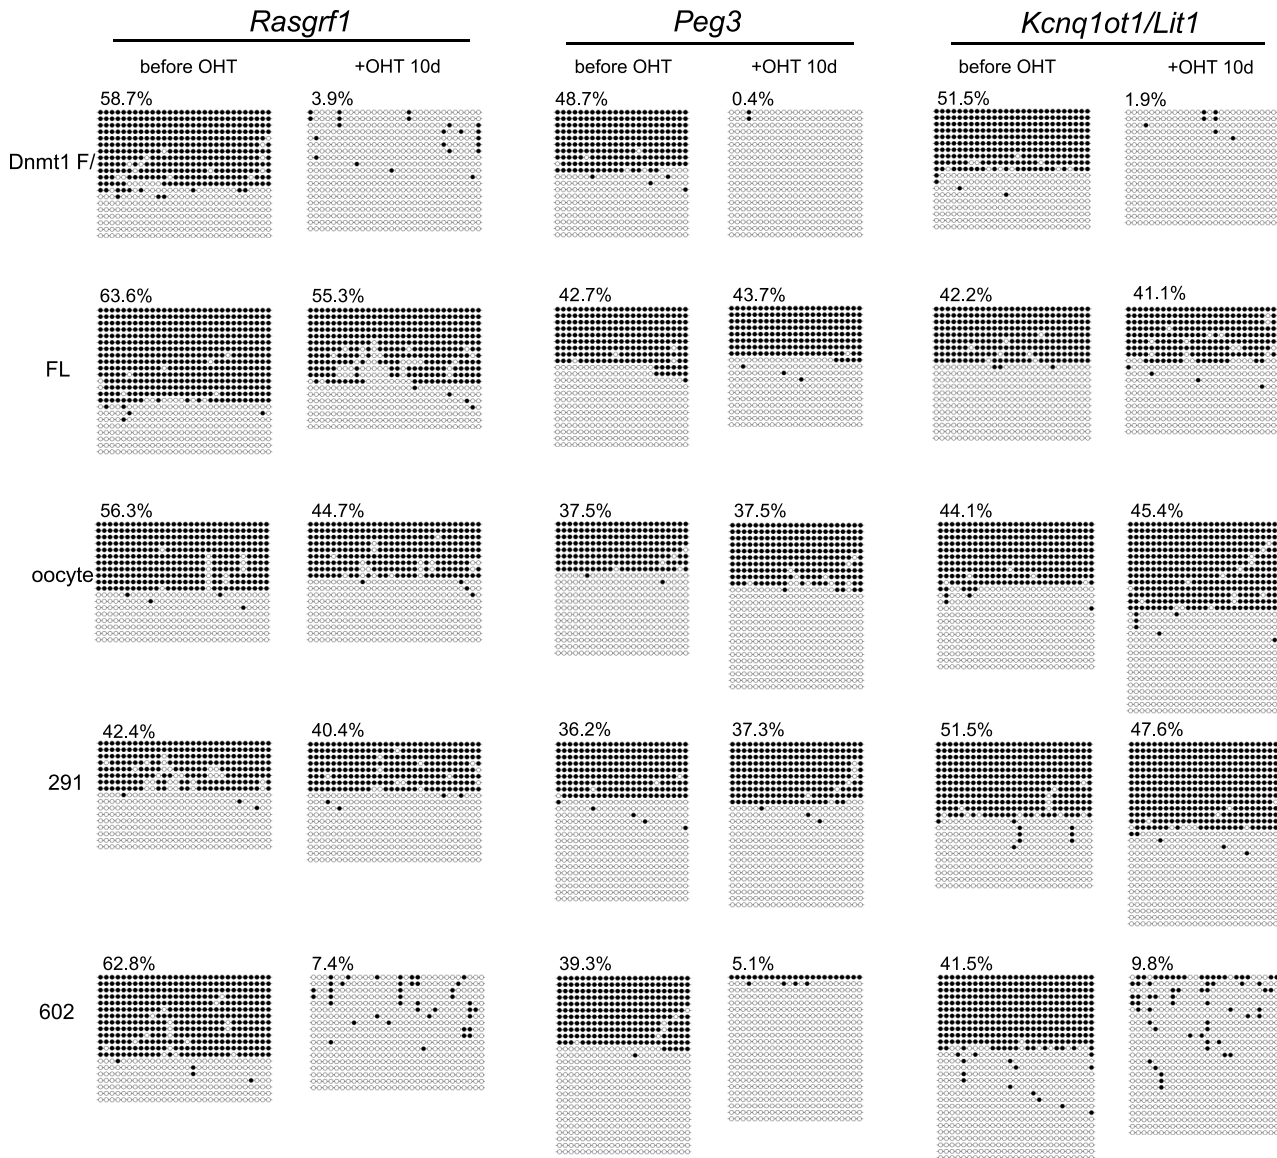 Rasgrf1 Peg3 Kcnq1ot1/Lit1
before OHT +OHT 10d before OHT +OHT 10d before OHT +OHT 10d
58.7% 3.9% 48.7% 0.4% 51.5% 1.9%
Dnmt1 F/
63.6% 55.3% 42.7% 43.7% 42.2% 41.1%
FL
56.3% 44.7% 37.5% 37.5% 44.1% 45.4%
oocyte
42.4% 40.4% 36.2% 37.3% 51.5% 47.6%
291
62.8% 7.4% 39.3% 5.1% 41.5% 9.8%
602